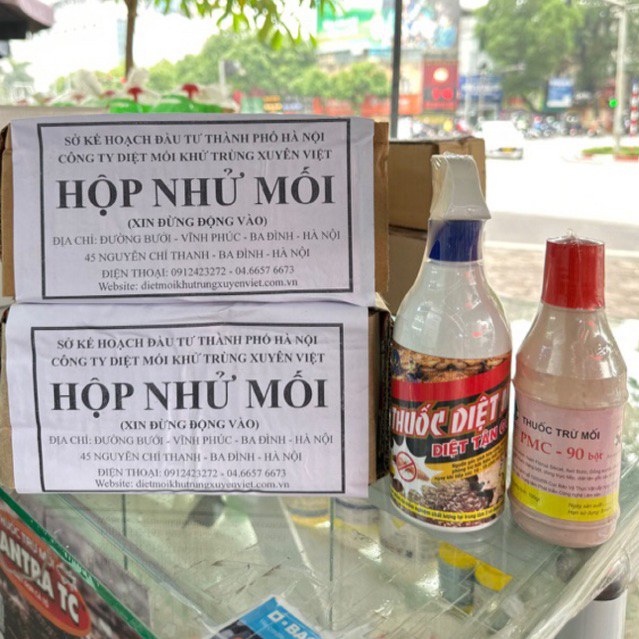 SỞ KẾ HOẠCH ĐẦU TƯ THÀNH PHỐ HÀ NỘI
CÔNG TY DIỆT MỐI KHỬ TRÙNG XUYÊN VIỆT
HỘP NHỬ MỐI
(XIN ĐỪNG ĐỘNG VÀO)
ĐỊA CHỈ: ĐƯỜNG BƯỞI - VĨNH PHÚC - BA ĐÌNH - HÀ NỘI
45 NGUYỄN CHÍ THANH - BA ĐÌNH - HÀ NỘI
ĐIỆN THOẠI: 0912423272 - 04.6657 6673
Website: dietmoikhutrungxuyenviet.com.vn
SỞ KẾ HOẠCH ĐẦU TƯ THÀNH PHỐ HÀ NỘI
CÔNG TY DIỆT MỐI KHỬ TRÙNG XUYÊN VIỆT
HỘP NHỬ MỐI
(XIN ĐỪNG ĐỘNG VÀO)
ĐỊA CHỈ: ĐƯỜNG BƯỞI - VĨNH PHÚC - BA ĐÌNH - HÀ NỘI
45 NGUYỄN CHÍ THANH - BA ĐÌNH - HÀ NỘI
ĐIỆN THOẠI: 0912423272 - 04.6657 6673
Website: dietmoikhutrungxuyenviet.com.vn
THUỐC DIỆT
DIỆT TẬN
THUỐC TRỪ MỐI
PMC - 90 bột
TC